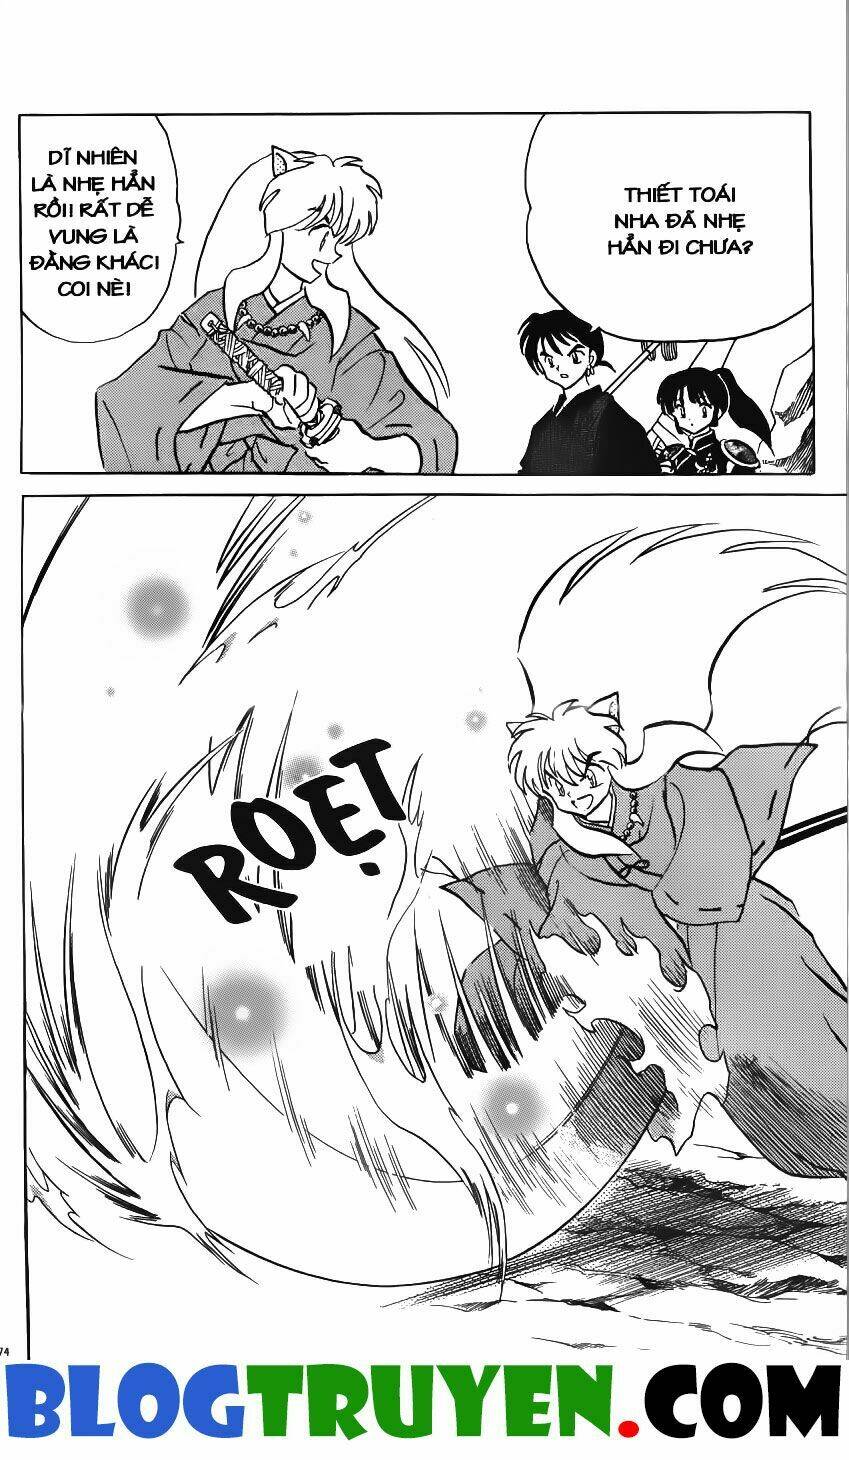 DĨ NHIÊN
LÀ NHẸ HẲN
RỒI! RẤT DỄ
VUNG LÀ
ĐẰNG KHÁC!
COI NÈ!
THIẾT TOÁI
NHA ĐÃ NHẸ
HẲN ĐI CHƯA?
ROẸT
74
BLOGTRUYEN.COM